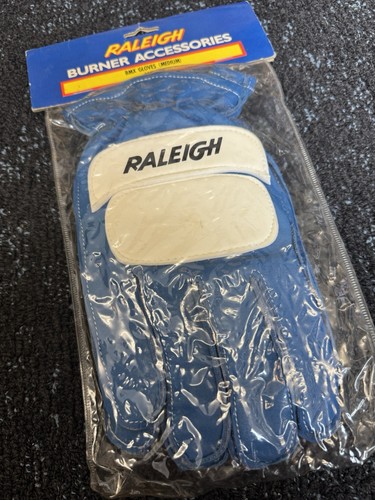 RALEIGH
BURNER ACCESSORIES
BMX GLOVES (MEDIUM)
RALEIGH